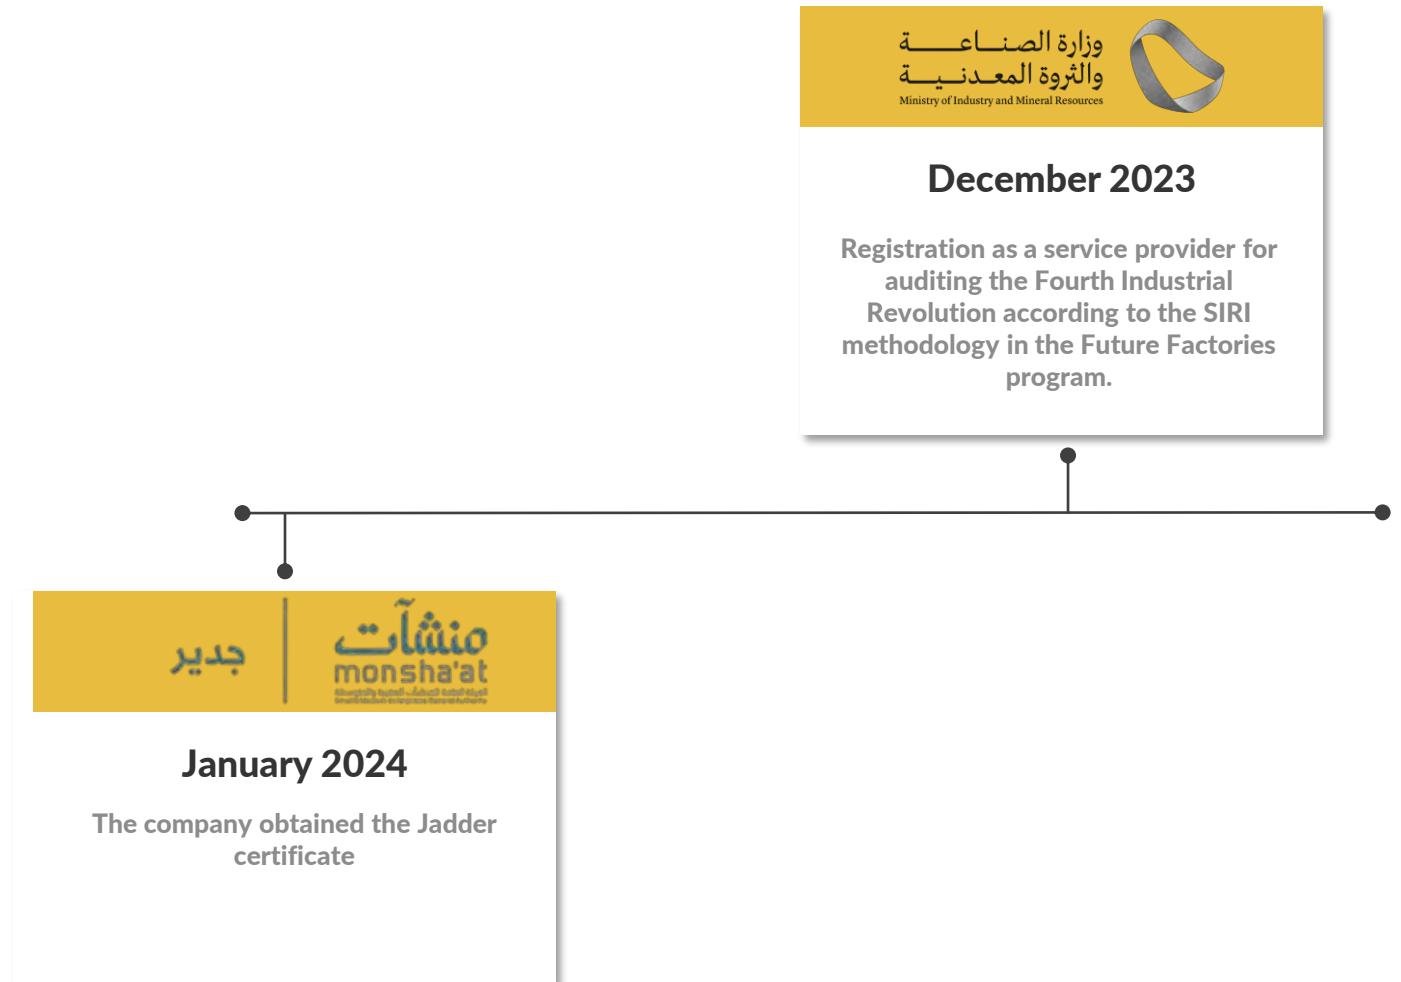 وزارة الصناعة
والثروة المعدنية
Ministry of Industry and Mineral Resources
December 2023
Registration as a service provider for
auditing the Fourth Industrial
Revolution according to the SIRI
methodology in the Future Factories
program.
منشآت
monsha'at
جدير
January 2024
The company obtained the Jadder
certificate